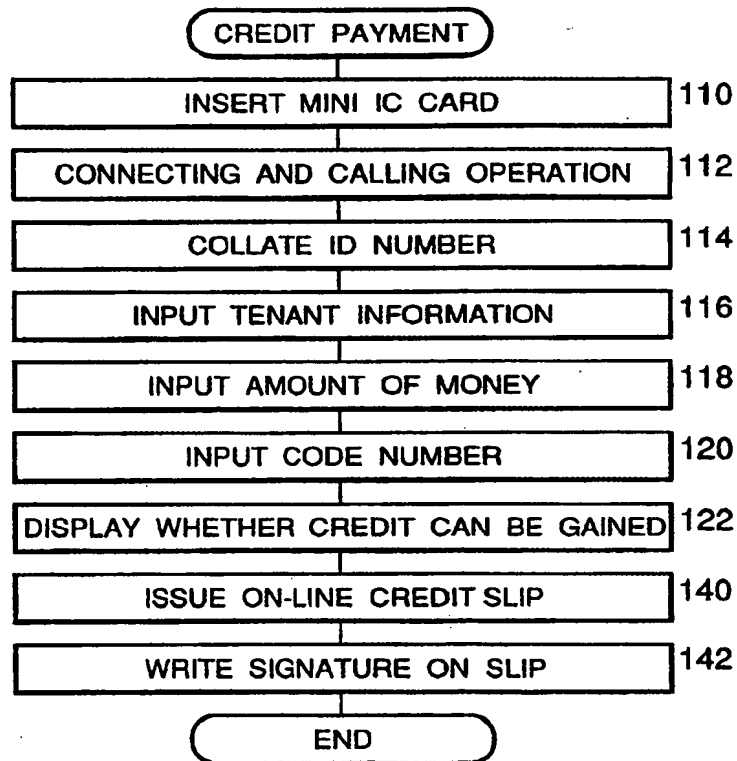 CREDIT PAYMENT
INSERT MINI IC CARD 110
CONNECTING AND CALLING OPERATION 112
COLLATE ID NUMBER 114
INPUT TENANT INFORMATION 116
INPUT AMOUNT OF MONEY 118
INPUT CODE NUMBER 120
DISPLAY WHETHER CREDIT CAN BE GAINED 122
ISSUE ON-LINE CREDIT SLIP 140
WRITE SIGNATURE ON SLIP 142
END